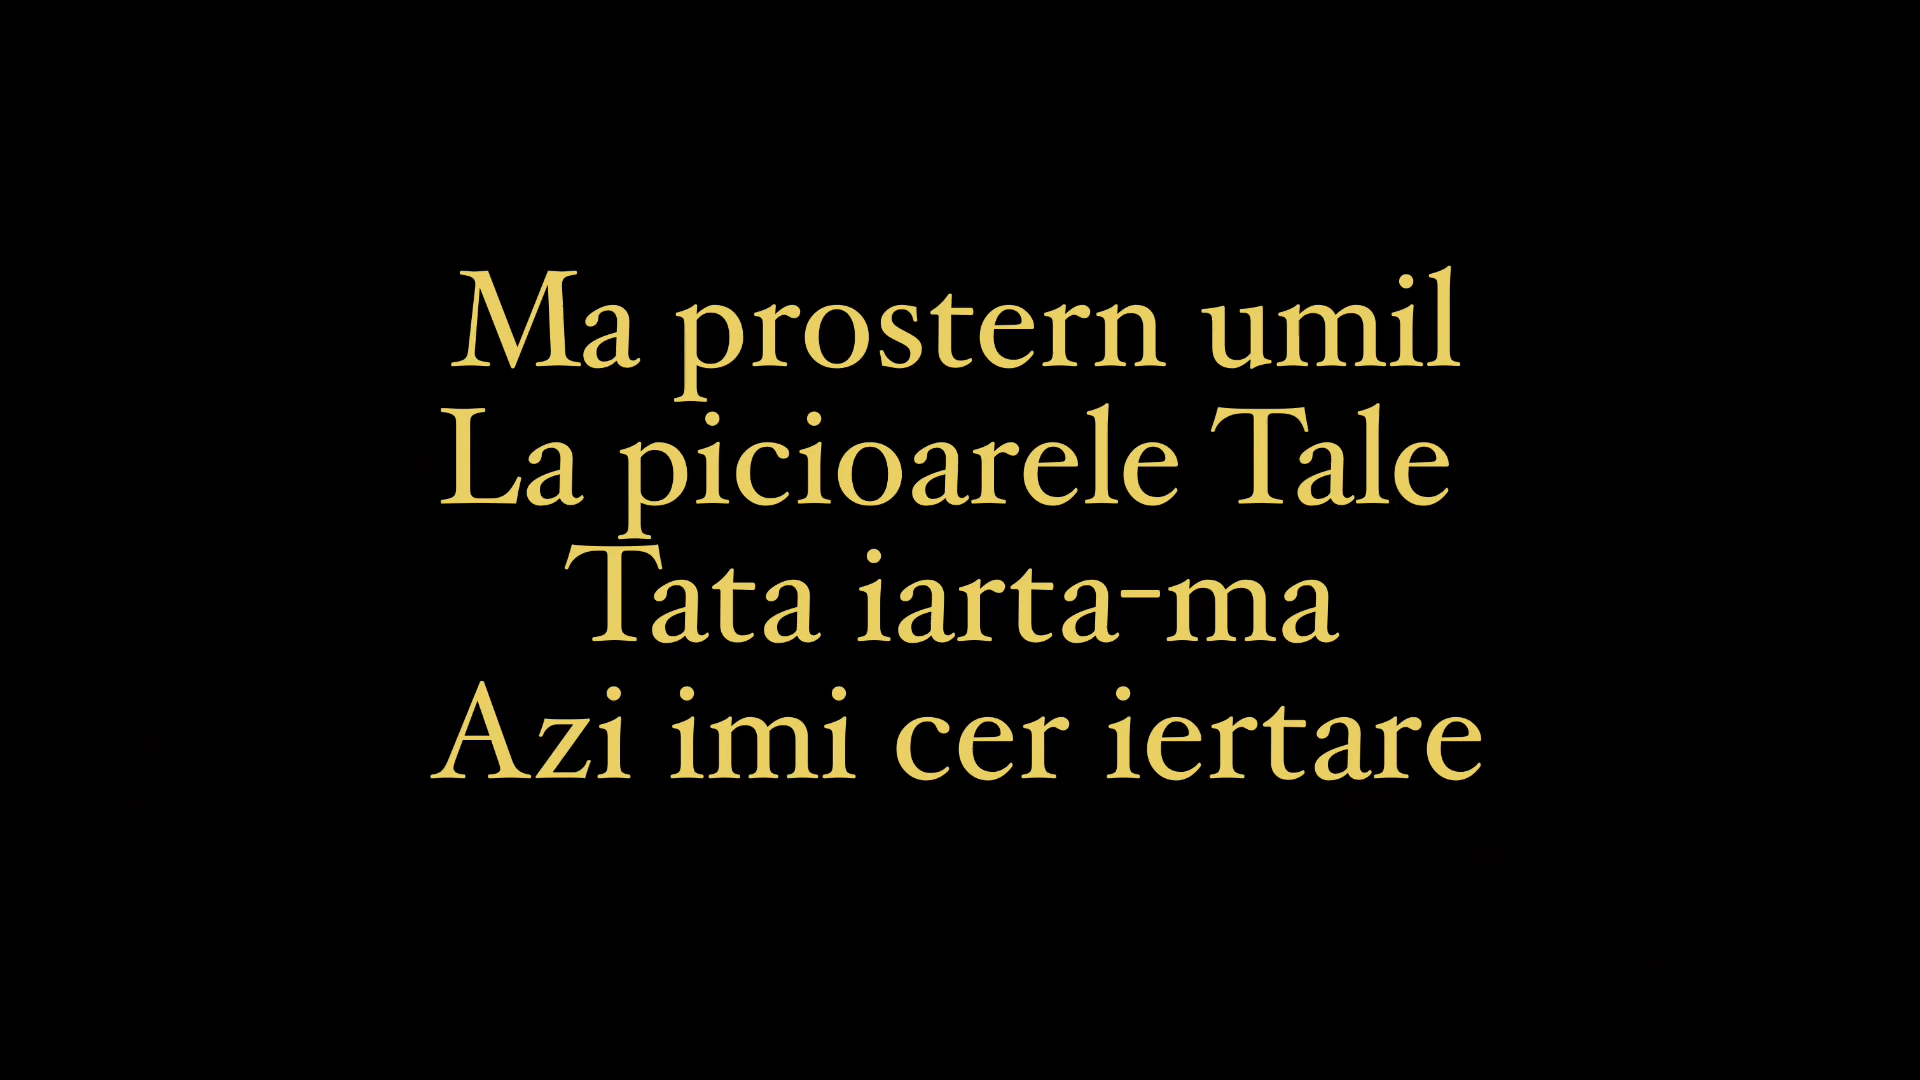 Ma prostern umil
La picioarele Tale
Tata iarta-ma
Azi imi cer iertare